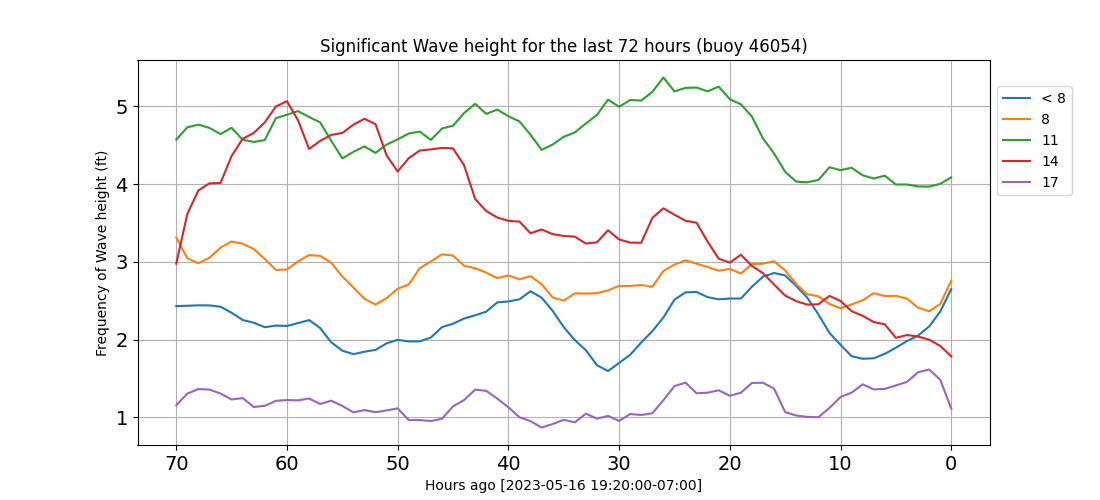 Significant Wave height for the last 72 hours (buoy 46054)
Frequency of Wave height (ft)
5
4
3
2
1
70 60 50 40 30 20 10 0
Hours ago [2023-05-16 19:20:00-07:00]
< 8
8
11
14
17